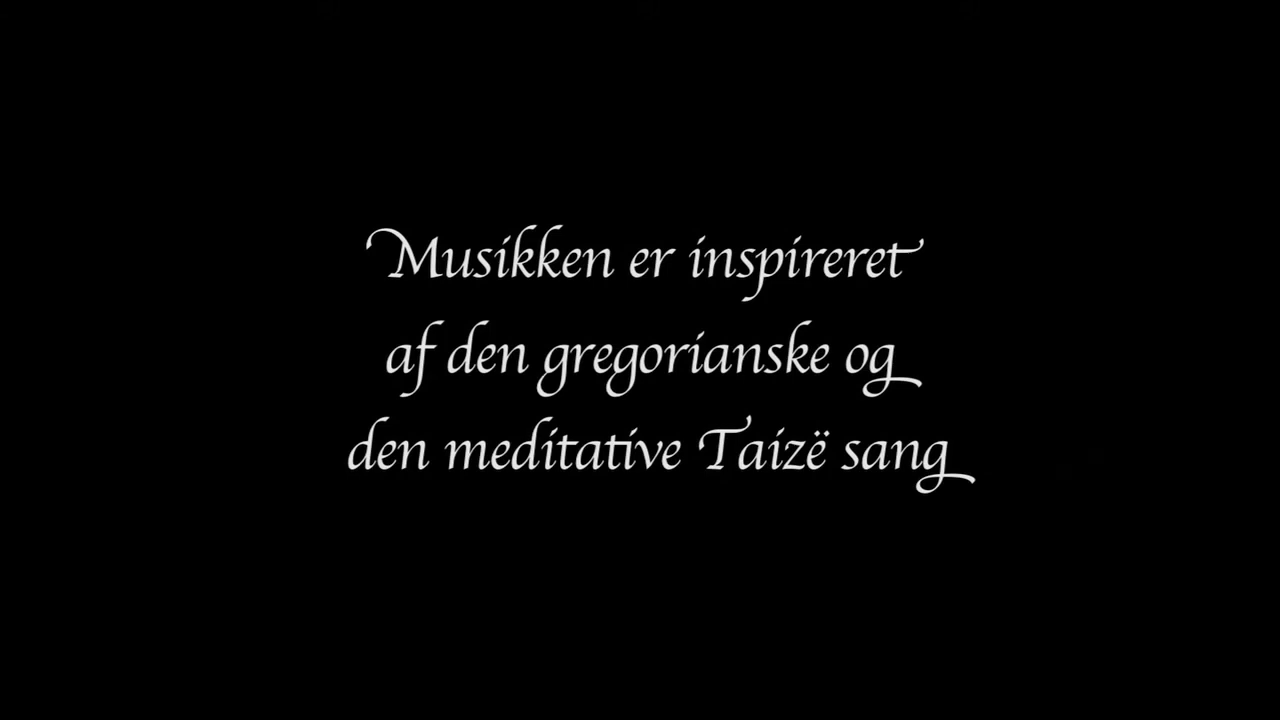 Musikken er inspireret
af den gregorianske og
den meditative Taizë sang